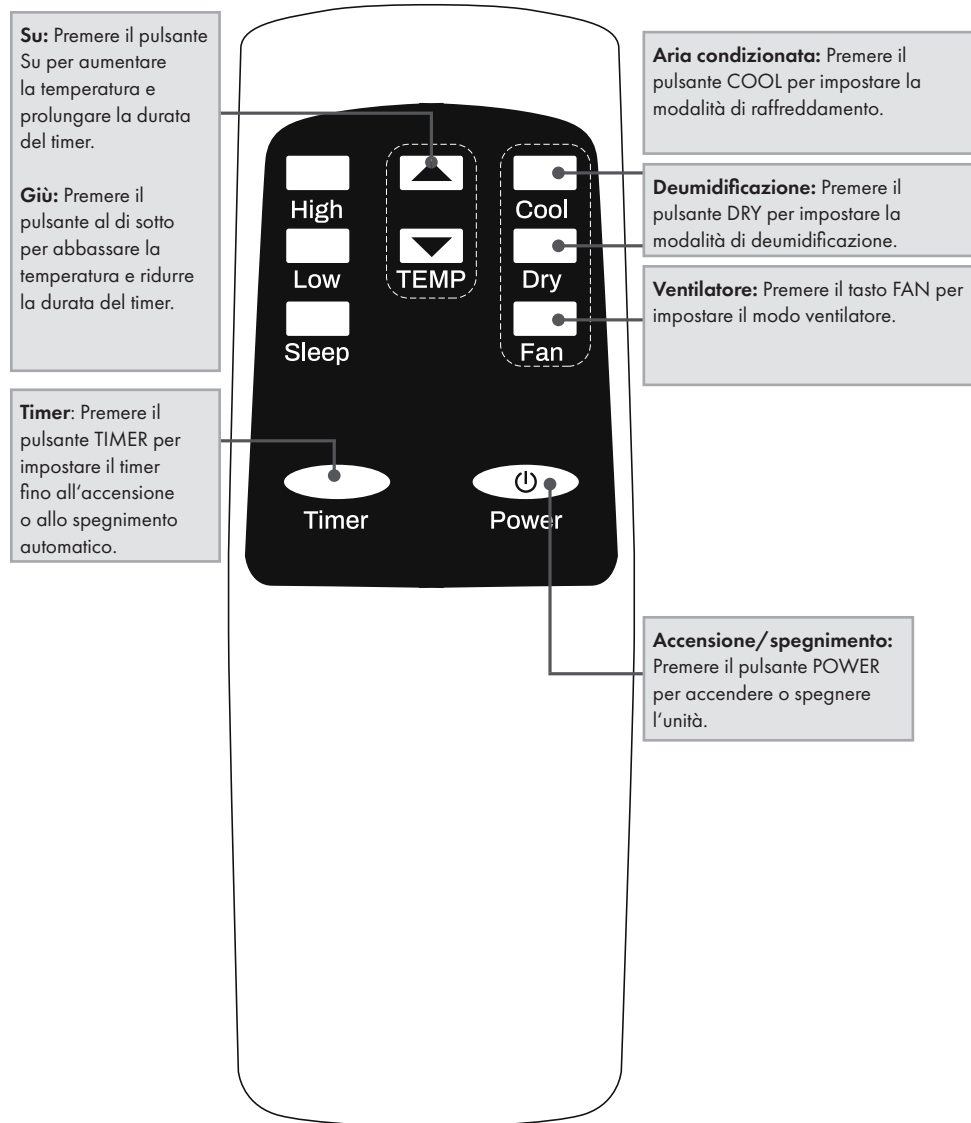 Su: Premere il pulsante
Su per aumentare
la temperatura e
prolungare la durata
del timer.
Giù: Premere il
pulsante al di sotto
per abbassare la
temperatura e ridurre
la durata del timer.
Timer: Premere il
pulsante TIMER per
impostare il timer
fino all‘accensione
o allo spegnimento
automatico.
High
Low
Sleep
TEMP
Cool
Dry
Fan
Timer
Power
Aria condizionata: Premere il
pulsante COOL per impostare la
modalità di raffreddamento.
Deumidificazione: Premere il
pulsante DRY per impostare la
modalità di deumidificazione.
Ventilatore: Premere il tasto FAN per
impostare il modo ventilatore.
Accensione/spegnimento:
Premere il pulsante POWER
per accendere o spegnere
l‘unità.